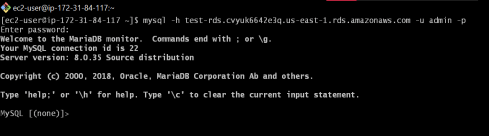 ec2-user@ip-172-31-84-117:~
[ec2-user@ip-172-31-84-117 ~]$ mysql -h test-rds.cvyuk6642e3q.us-east-1.rds.amazonaws.com -u admin -p
Enter password:
Welcome to the MariaDB monitor.  Commands end with ; or \g.
Your MySQL connection id is 22
Server version: 8.0.35 Source distribution
Copyright (c) 2000, 2018, Oracle, MariaDB Corporation Ab and others.
Type 'help;' or '\h' for help. Type '\c' to clear the current input statement.
MySQL [(none)]>